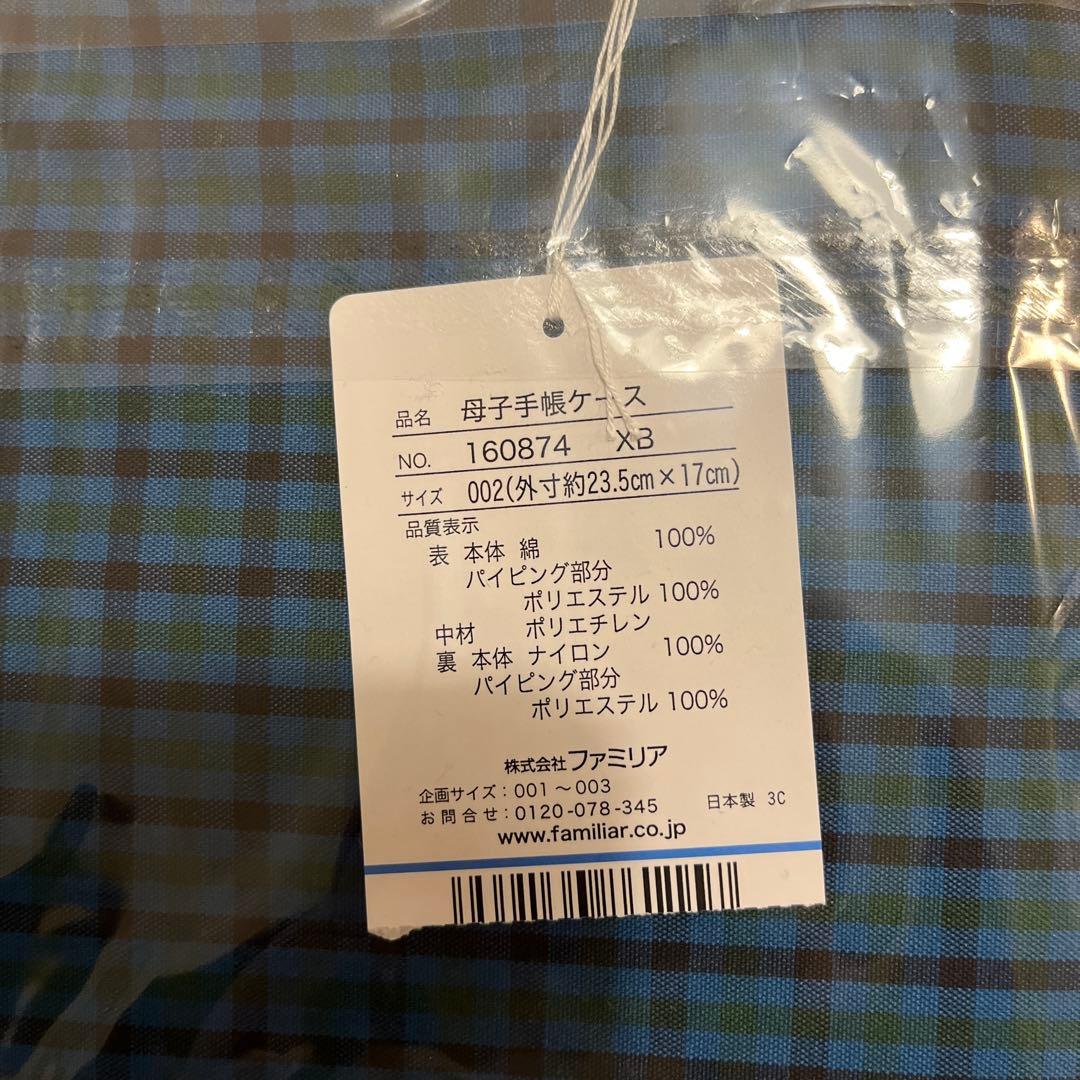 品名 母子手帳ケース
NO. 160874 XB
サイズ 002(外寸約23.5cm×17cm)
品質表示
表 本体 綿 100%
パイピング部分
ポリエステル 100%
中材 ポリエチレン
裏 本体 ナイロン 100%
パイピング部分
ポリエステル 100%
株式会社ファミリア
企画サイズ:001~003
お問合せ:0120-078-345 日本製 3C
www.familiar.co.jp